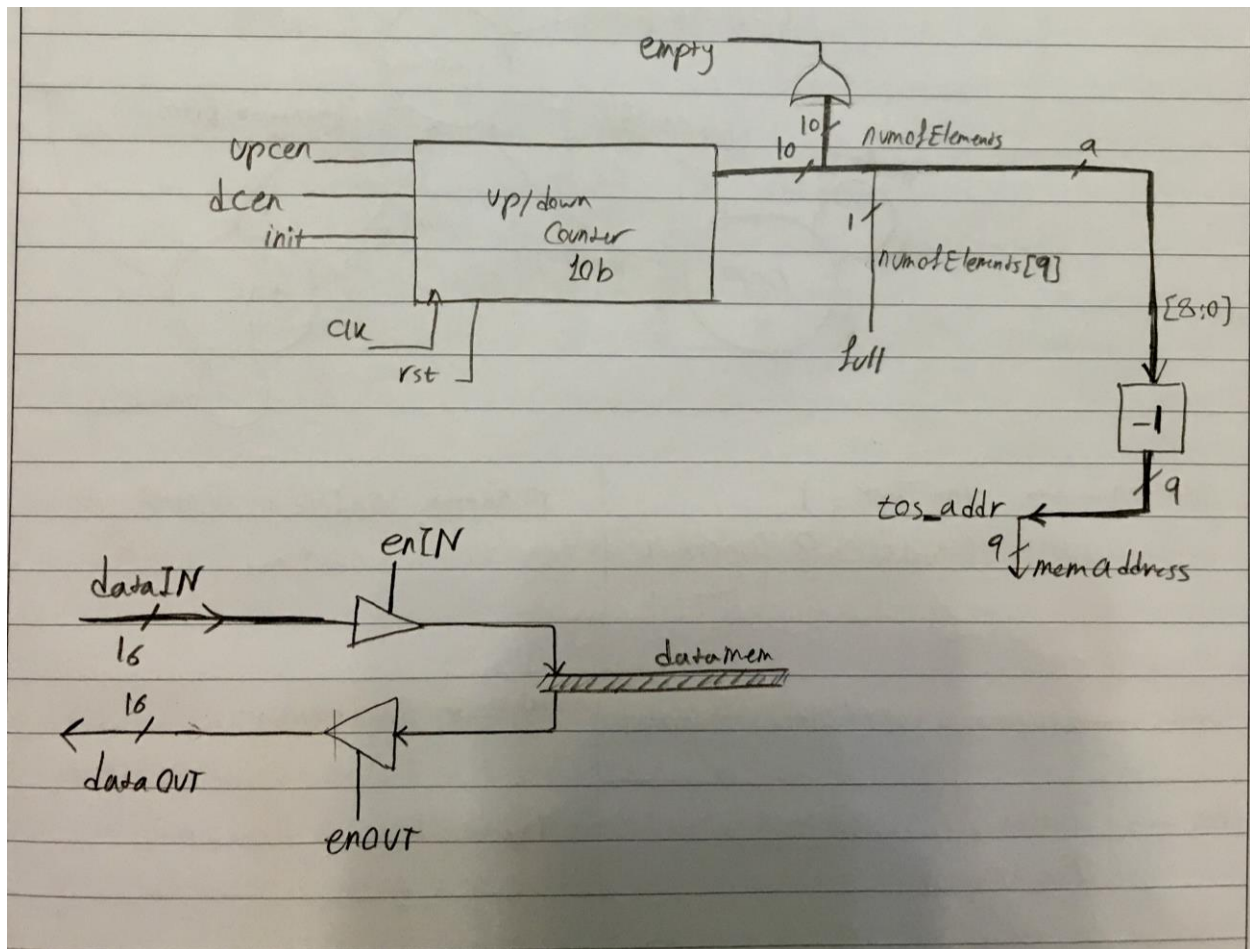 empty
10
10
numofElements
9
upcen
dcen
init
up/down
Counter
10b
1
numofElements[9]
[8:0]
clk
rst
full
-1
9
tos_addr
9
memaddress
enIN
dataIN
16
datamem
16
dataOUT
enOUT